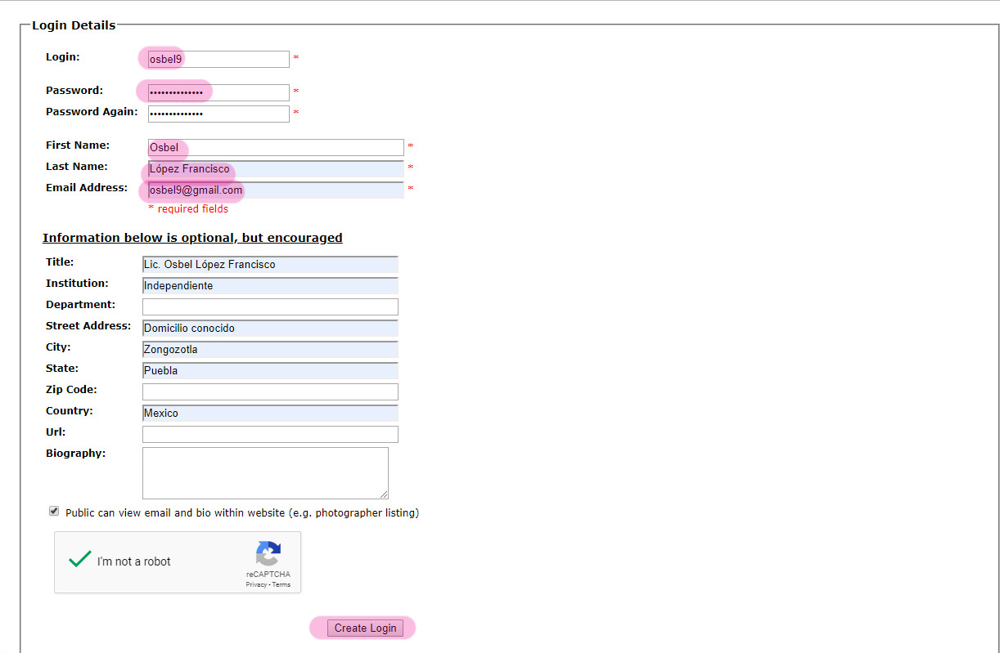 Login Details
Login: osbel9 *
Password: •••••••••••••• *
Password Again: •••••••••••••• *
First Name: Osbel *
Last Name: López Francisco *
Email Address: osbel9@gmail.com *
* required fields
Information below is optional, but encouraged
Title: Lic. Osbel López Francisco
Institution: Independiente
Department:
Street Address: Domicilio conocido
City: Zongozotla
State: Puebla
Zip Code:
Country: Mexico
Url:
Biography:
Public can view email and bio within website (e.g. photographer listing)
I'm not a robot
reCAPTCHA
Privacy - Terms
Create Login